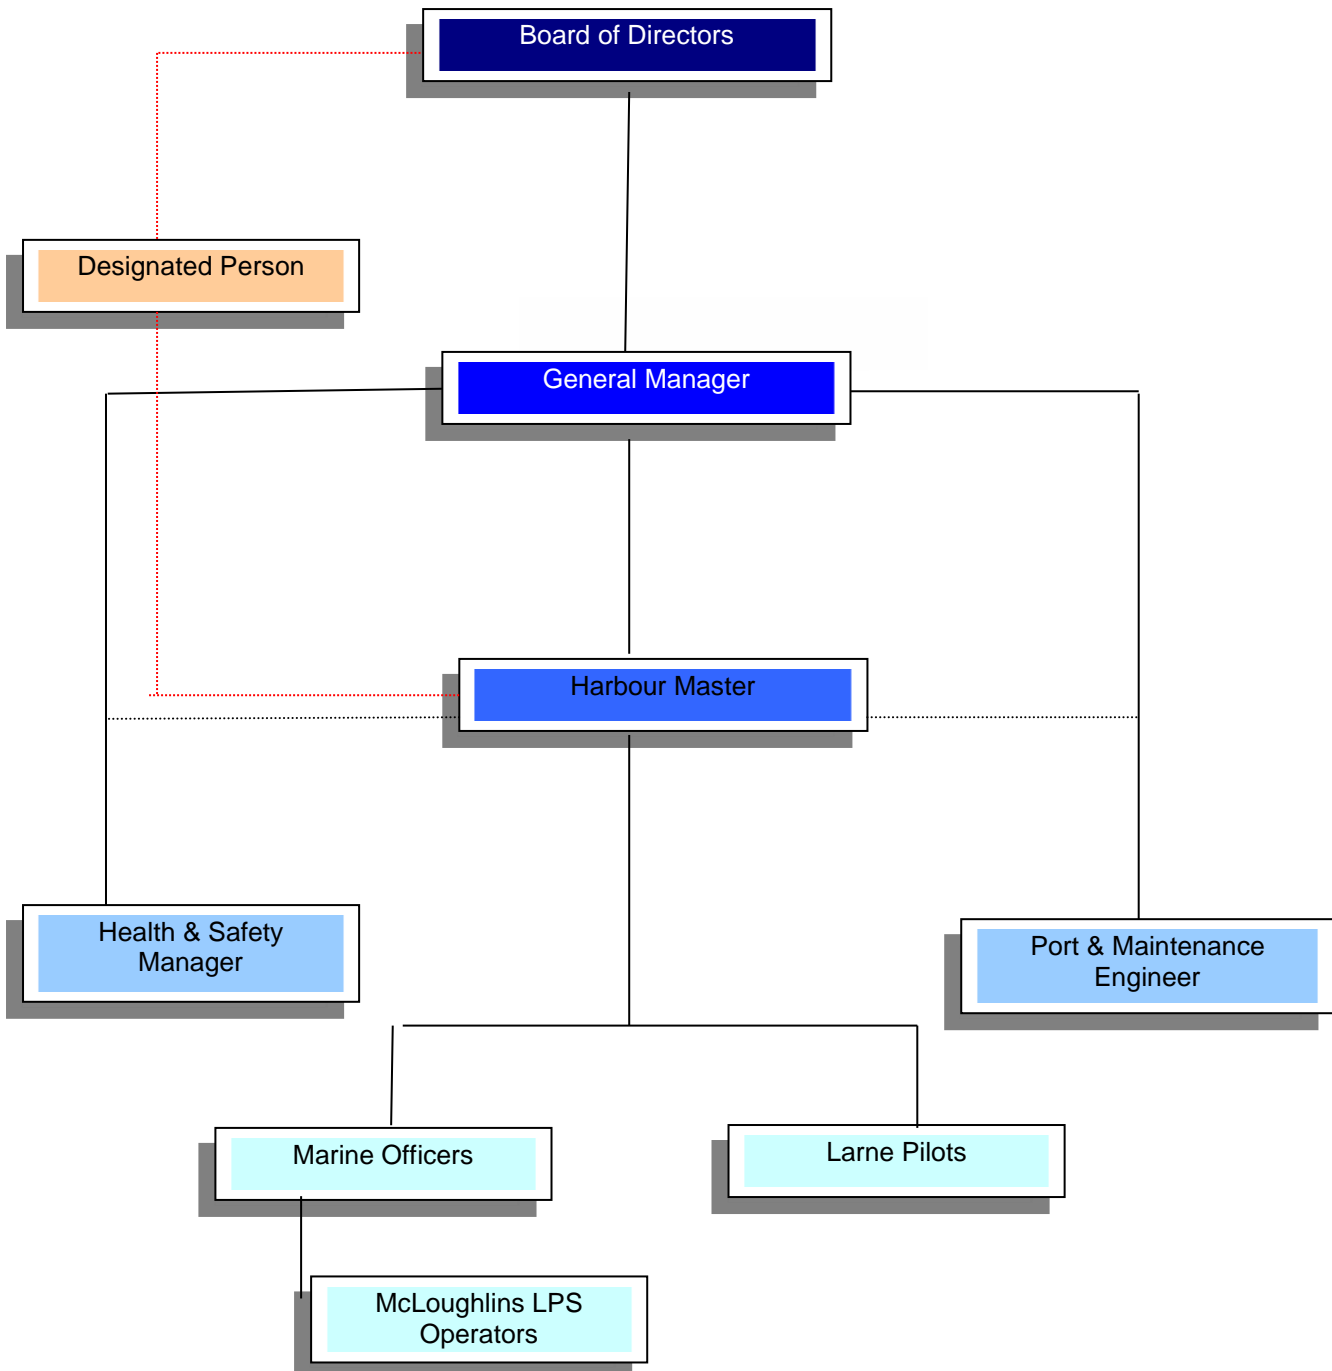 Board of Directors
Designated Person
General Manager
Harbour Master
Health & Safety
Manager
Port & Maintenance
Engineer
Marine Officers
Larne Pilots
McLoughlins LPS
Operators